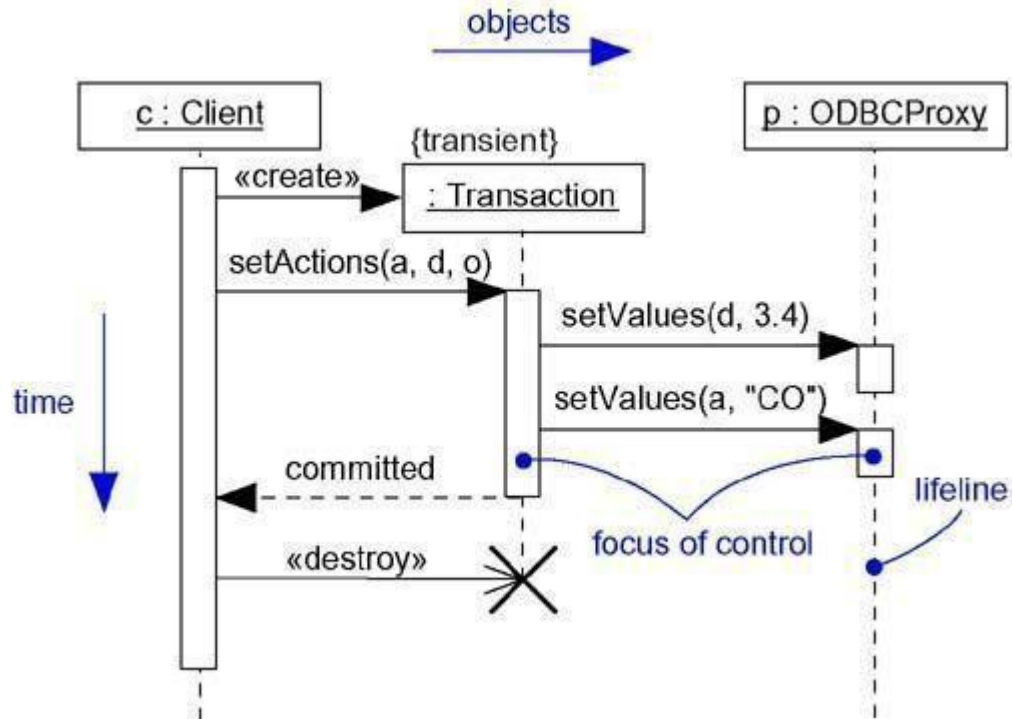 objects
c : Client
p : ODBCProxy
{transient}
«create»
: Transaction
setActions(a, d, o)
setValues(d, 3.4)
time
setValues(a, "CO")
committed
lifeline
focus of control
«destroy»